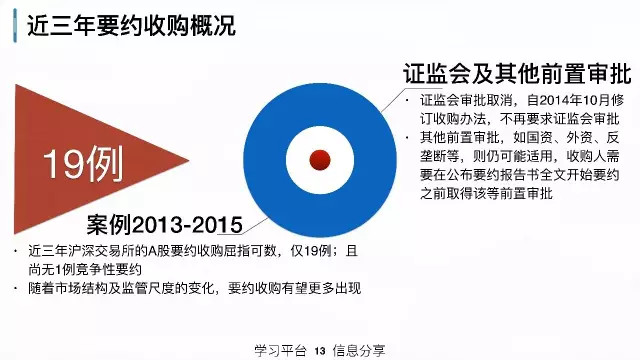 近三年要约收购概况
19例
案例2013-2015
· 近三年沪深交易所的A股要约收购屈指可数，仅19例；且
尚无1例竞争性要约
· 随着市场结构及监管尺度的变化，要约收购有望更多出现
证监会及其他前置审批
· 证监会审批取消，自2014年10月修
订收购办法，不再要求证监会审批
· 其他前置审批，如国资、外资、反
垄断等，则仍可能适用，收购人需
要在公布要约报告书全文开始要约
之前取得该等前置审批
学习平台 13 信息分享